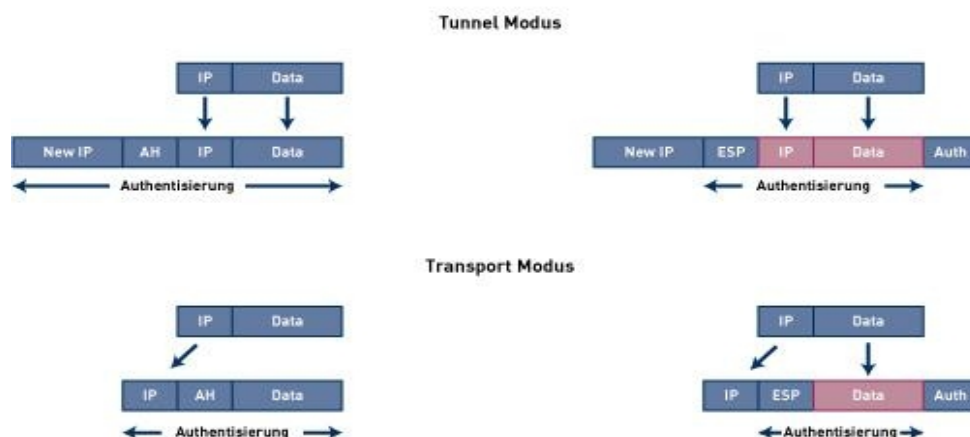 Tunnel Modus
IP Data
IP Data
New IP AH IP Data
New IP ESP IP Data Auth
Authentisierung
Authentisierung
Transport Modus
IP Data
IP Data
IP AH Data
IP ESP Data Auth
Authentisierung
Authentisierung